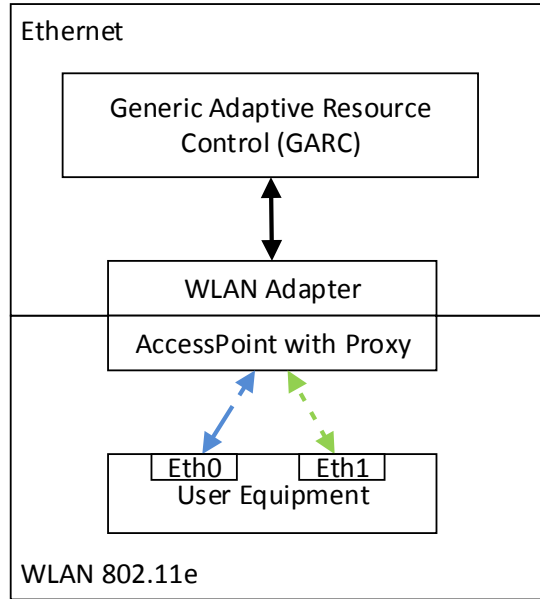 Ethernet
Generic Adaptive Resource
Control (GARC)
WLAN Adapter
AccessPoint with Proxy
Eth0
Eth1
User Equipment
WLAN 802.11e